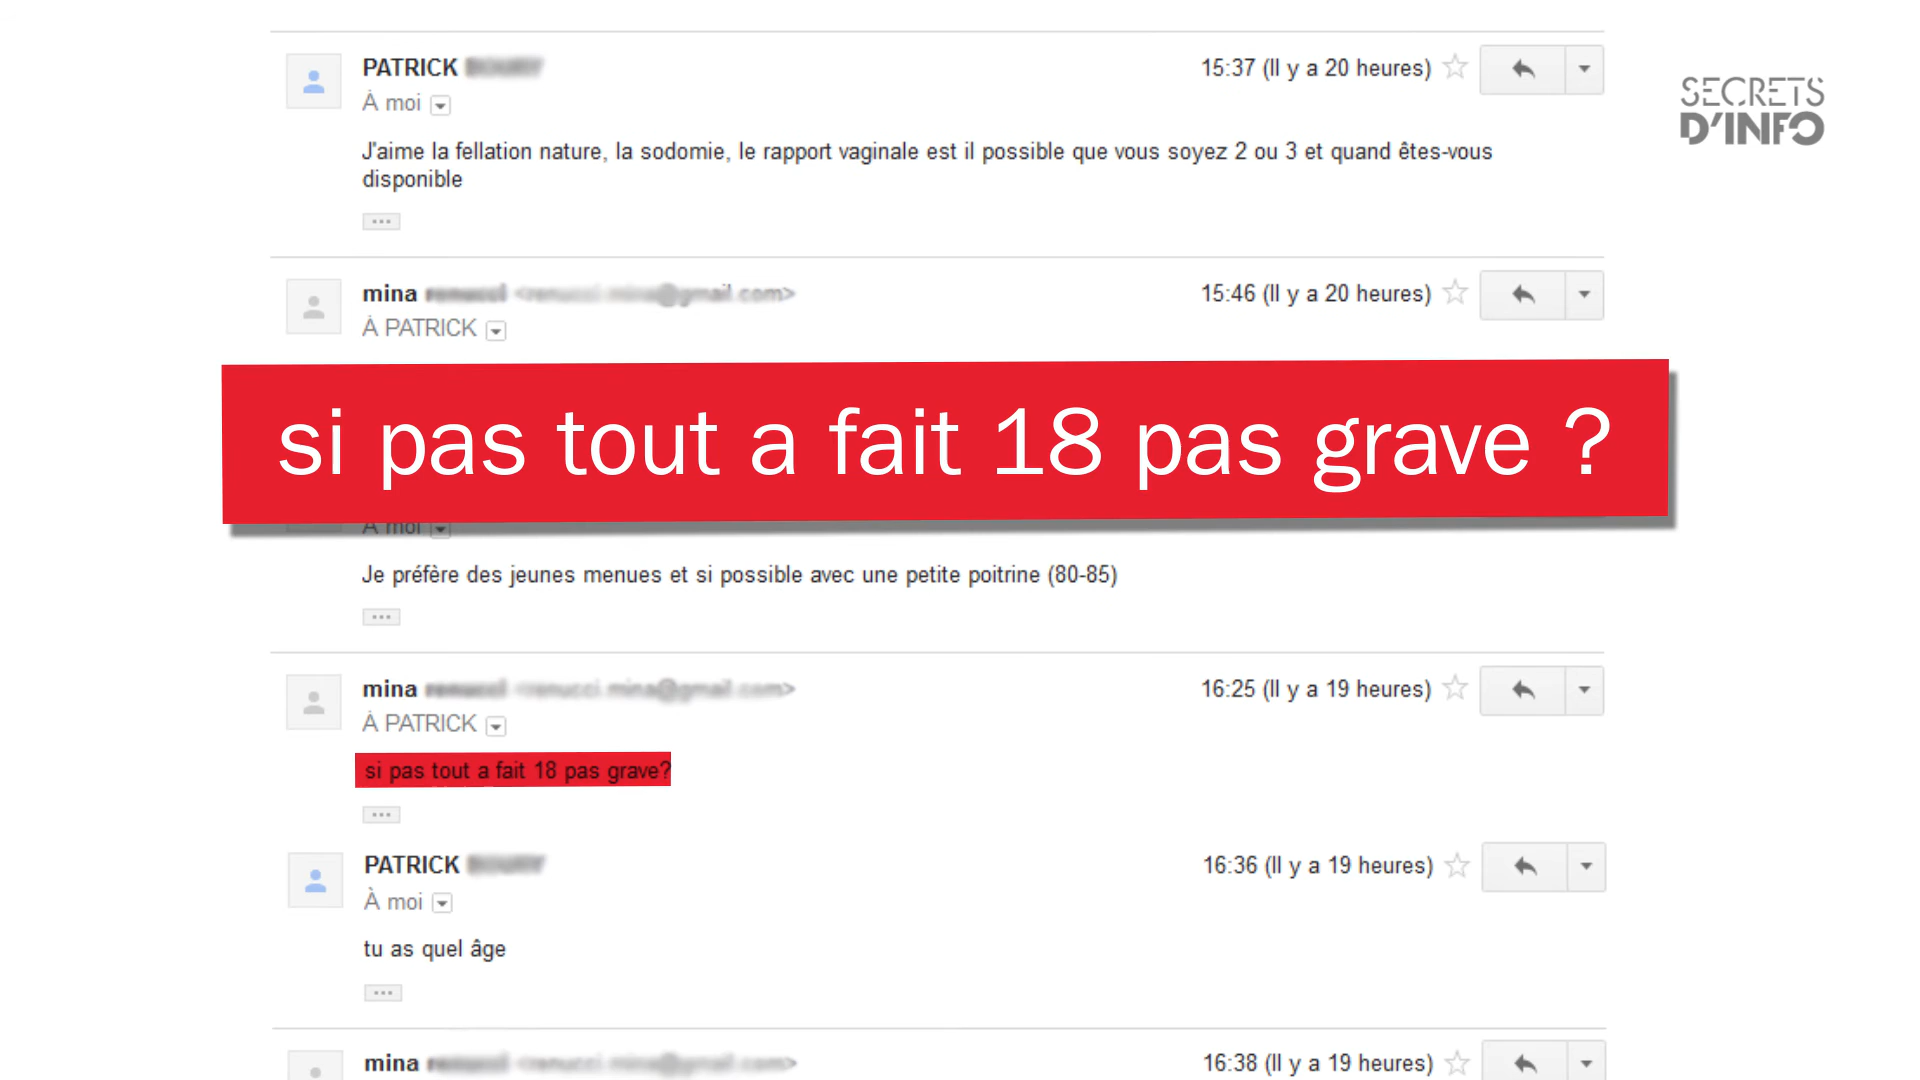 PATRICK
15:37 (Il y a 20 heures)
À moi
SECRETS
D'INFO
J'aime la fellation nature, la sodomie, le rapport vaginale est il possible que vous soyez 2 ou 3 et quand êtes-vous
disponible
mina
15:46 (Il y a 20 heures)
À PATRICK
si pas tout a fait 18 pas grave ?
À moi
Je préfère des jeunes menues et si possible avec une petite poitrine (80-85)
mina
16:25 (Il y a 19 heures)
À PATRICK
si pas tout a fait 18 pas grave?
PATRICK
16:36 (Il y a 19 heures)
À moi
tu as quel âge
mina
16:38 (Il y a 19 heures)